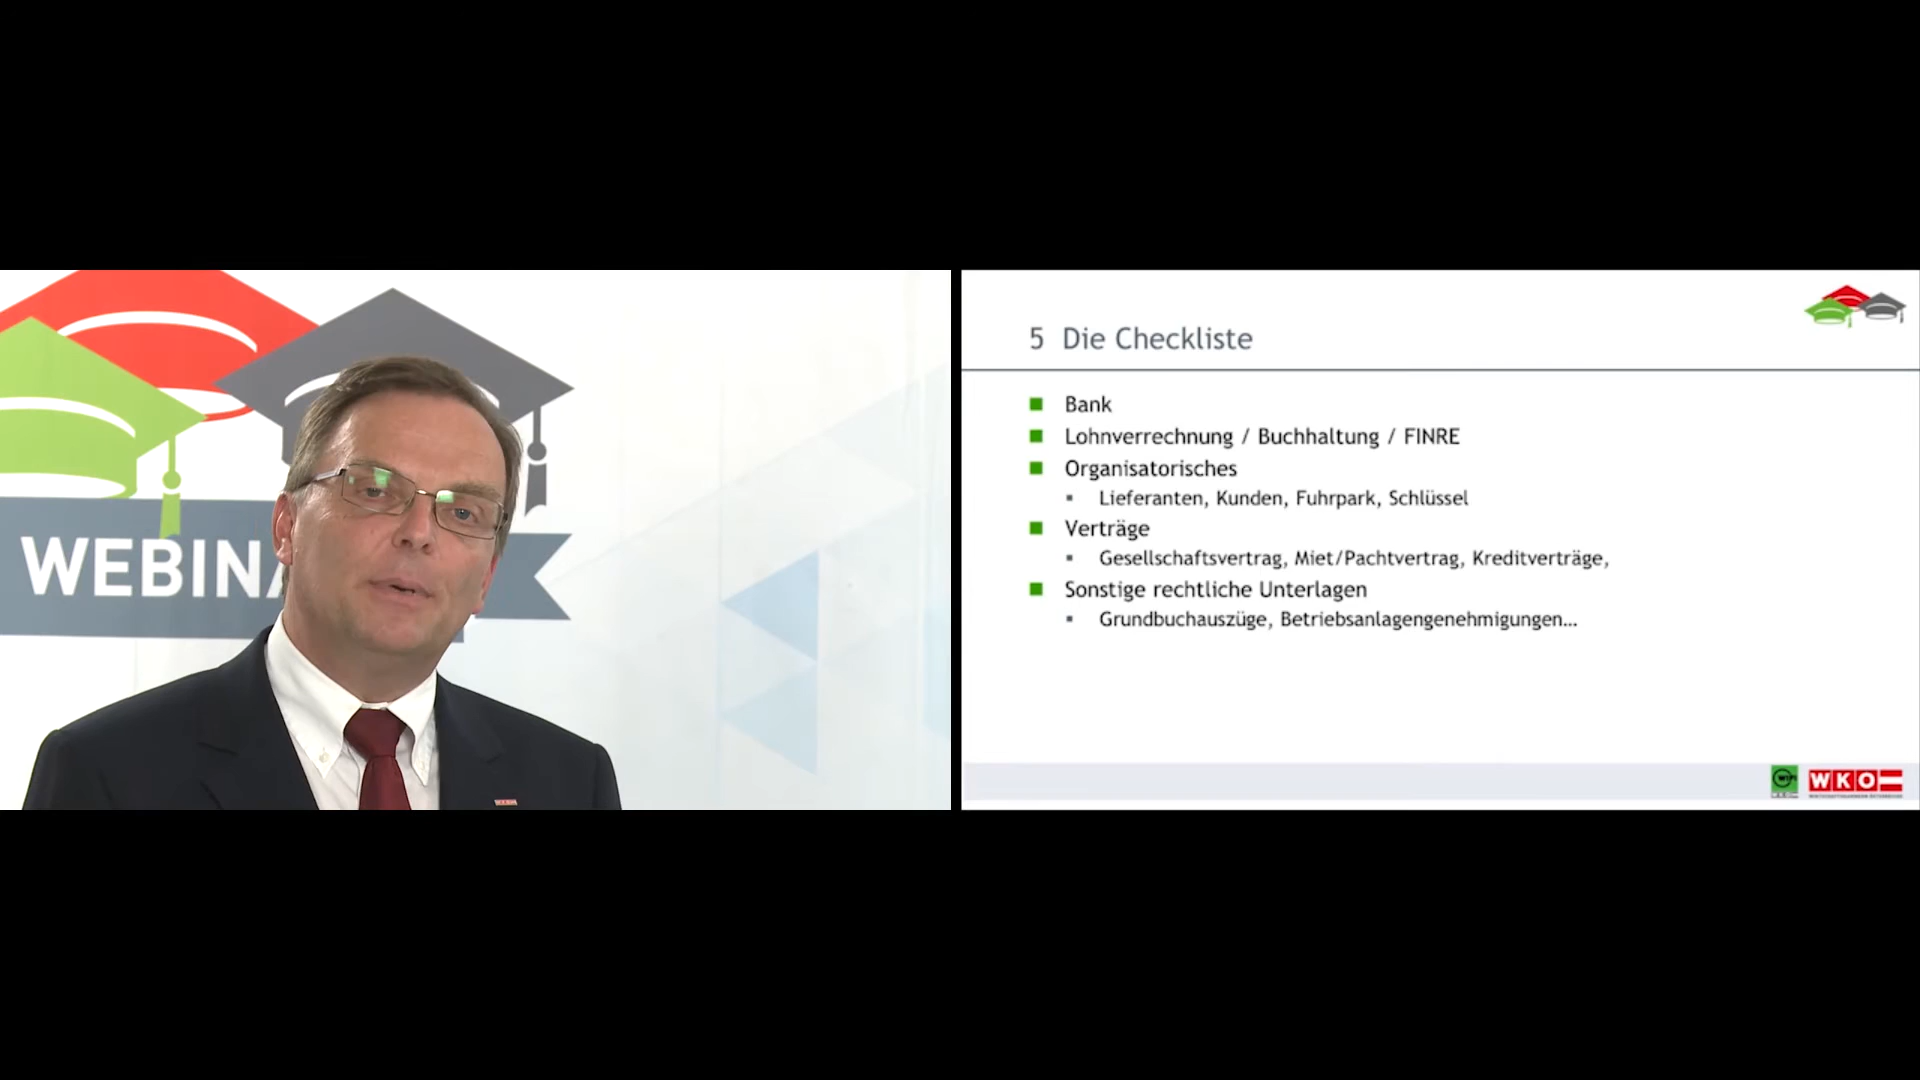 WEBINA
5 Die Checkliste
Bank
Lohnverrechnung / Buchhaltung / FINRE
Organisatorisches
Lieferanten, Kunden, Fuhrpark, Schlüssel
Verträge
Gesellschaftsvertrag, Miet/Pachtvertrag, Kreditverträge,
Sonstige rechtliche Unterlagen
Grundbuchauszüge, Betriebsanlagengenehmigungen…
WKO